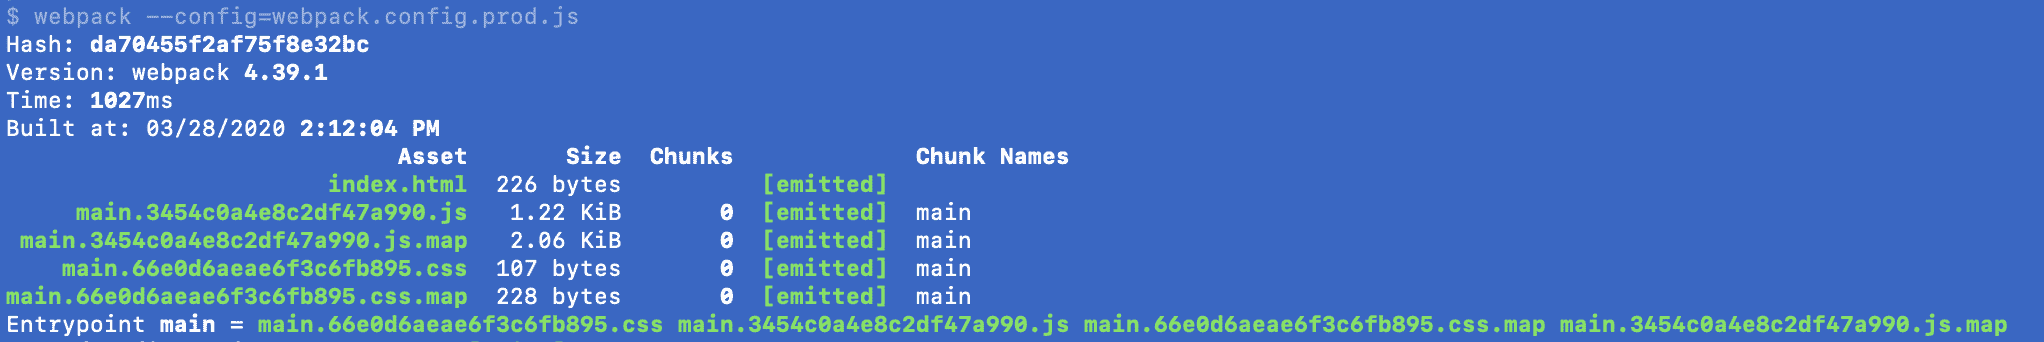 $ webpack --config=webpack.config.prod.js
Hash: da70455f2af75f8e32bc
Version: webpack 4.39.1
Time: 1027ms
Built at: 03/28/2020 2:12:04 PM
Asset Size Chunks Chunk Names
index.html 226 bytes [emitted]
main.3454c0a4e8c2df47a990.js 1.22 KiB 0 [emitted] main
main.3454c0a4e8c2df47a990.js.map 2.06 KiB 0 [emitted] main
main.66e0d6aeae6f3c6fb895.css 107 bytes 0 [emitted] main
main.66e0d6aeae6f3c6fb895.css.map 228 bytes 0 [emitted] main
Entrypoint main = main.66e0d6aeae6f3c6fb895.css main.3454c0a4e8c2df47a990.js main.66e0d6aeae6f3c6fb895.css.map main.3454c0a4e8c2df47a990.js.map